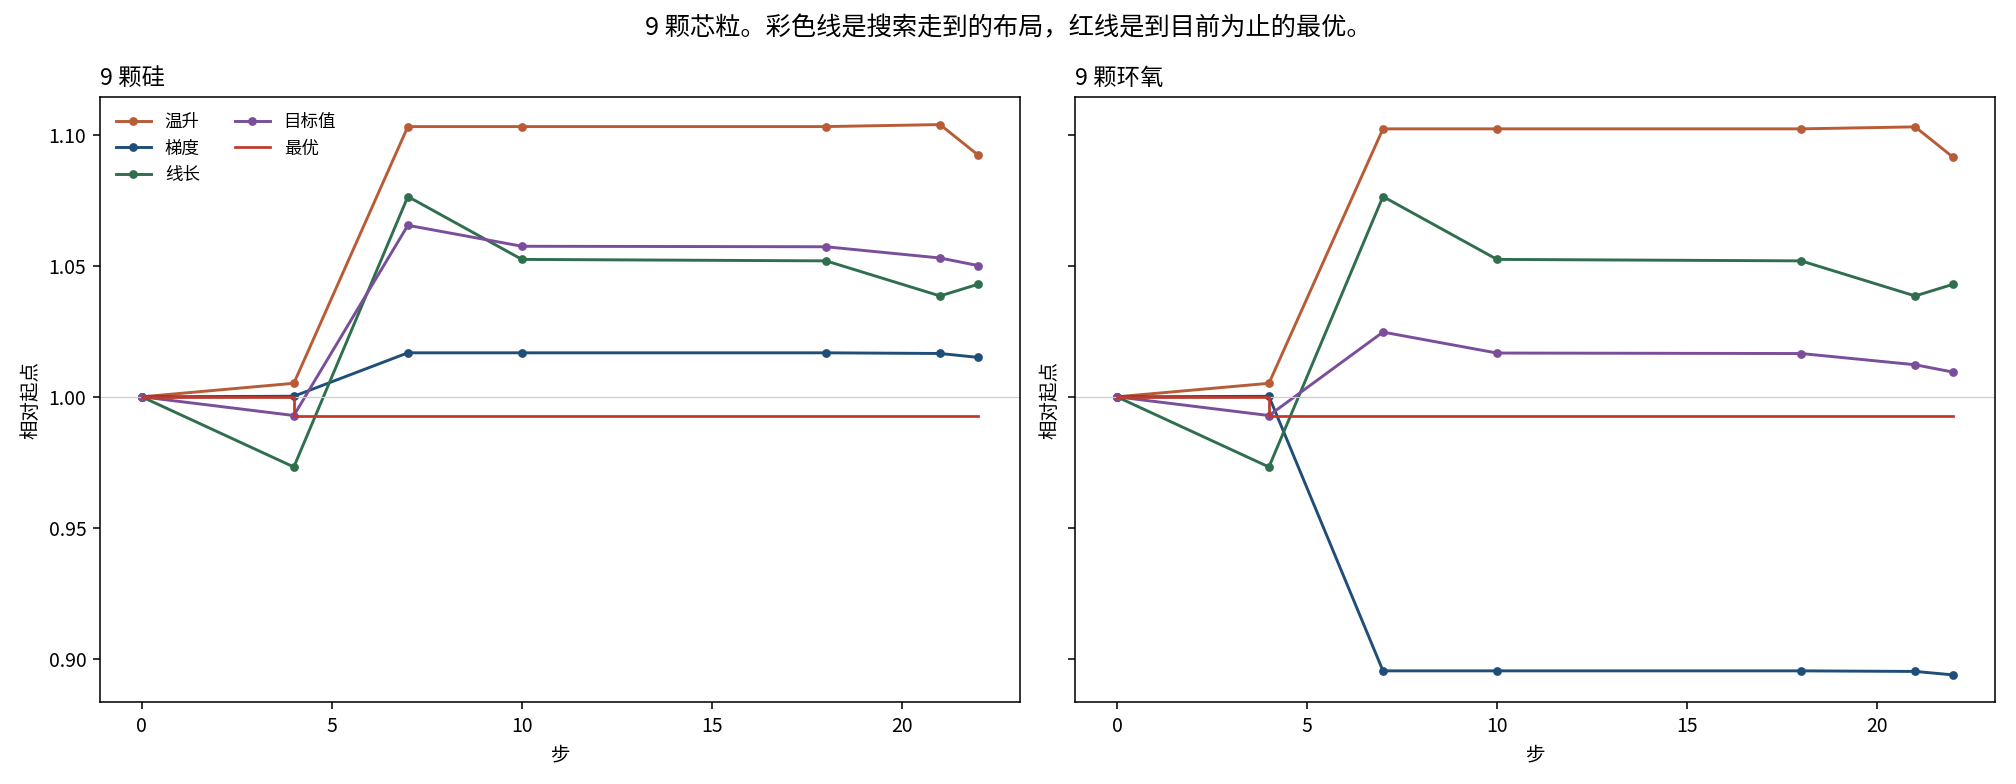 9 颗芯粒。彩色线是搜索走到的布局，红线是到目前为止的最优。
9 颗硅
温升
梯度
线长
目标值
最优
1.10
1.05
1.00
0.95
0.90
相对起点
0 5 10 15 20
步
9 颗环氧
相对起点
0 5 10 15 20
步